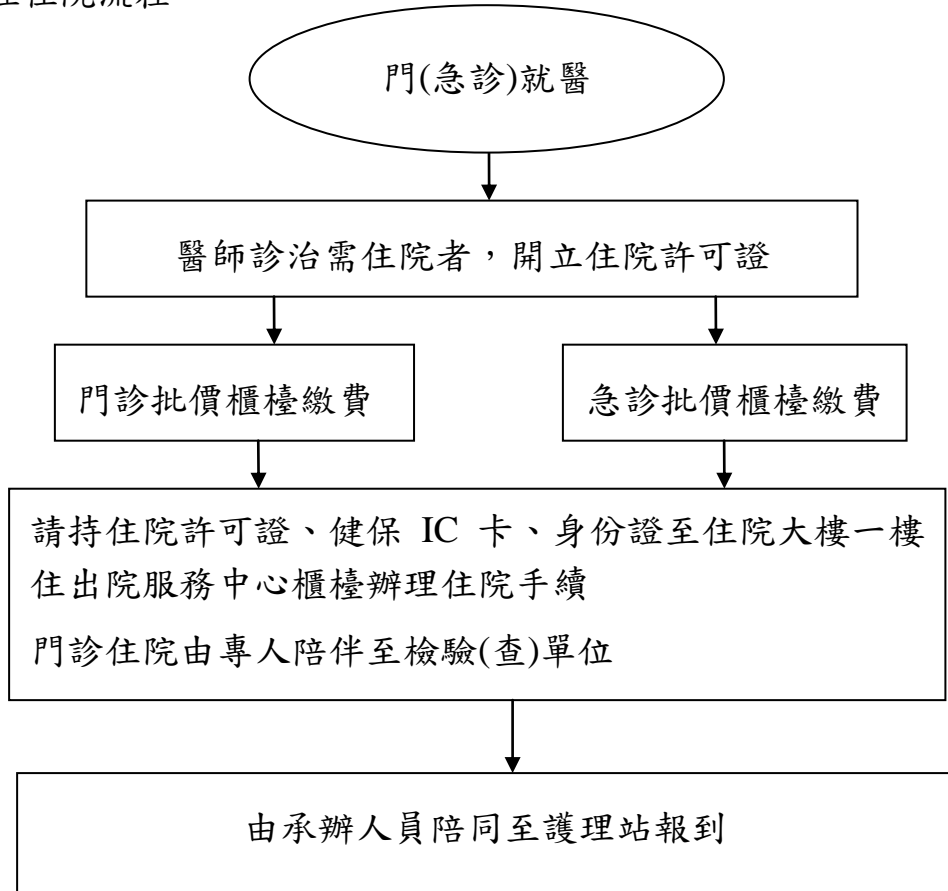 住院流程
門(急診)就醫
醫師診治需住院者，開立住院許可證
門診批價櫃檯繳費
急診批價櫃檯繳費
請持住院許可證、健保 IC 卡、身份證至住院大樓一樓
住出院服務中心櫃檯辦理住院手續
門診住院由專人陪伴至檢驗(查)單位
由承辦人員陪同至護理站報到